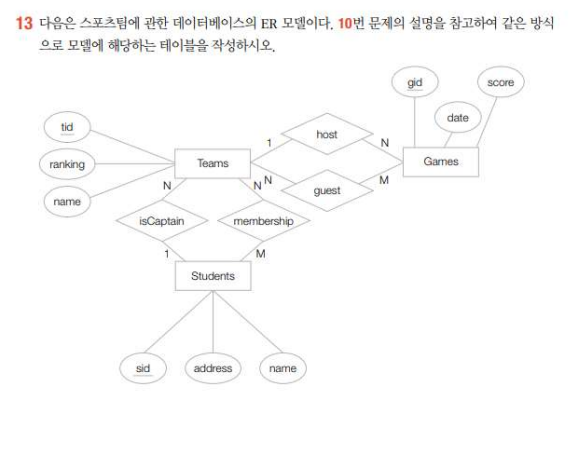 13 다음은 스포츠팀에 관한 데이터베이스의 ER 모델이다. 10번 문제의 설명을 참고하여 같은 방식
으로 모델에 해당하는 테이블을 작성하시오.
gid
score
date
tid
host
1
N
Teams
Games
ranking
N
M
guest
name
N
N
isCaptain
membership
1
M
Students
sid
address
name